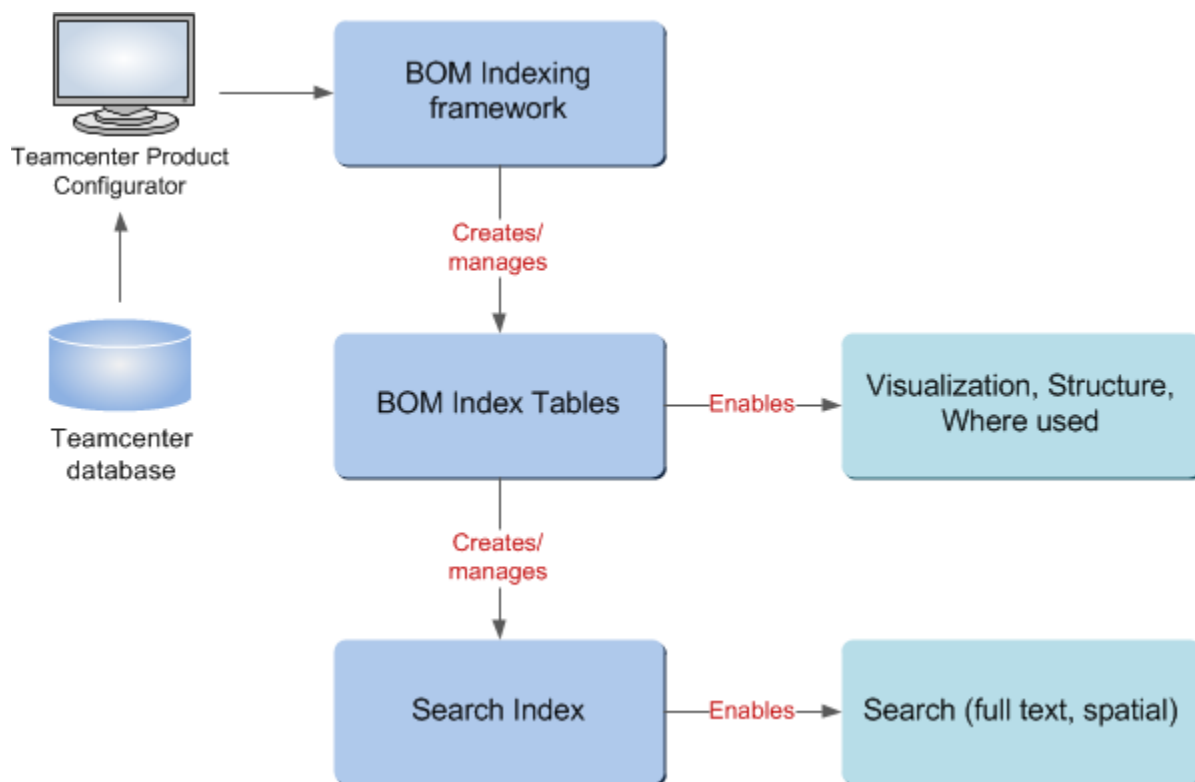 BOM Indexing
framework
Teamcenter Product
Configurator
Creates/
manages
BOM Index Tables
Enables
Visualization, Structure,
Where used
Teamcenter
database
Creates/
manages
Search Index
Enables
Search (full text, spatial)